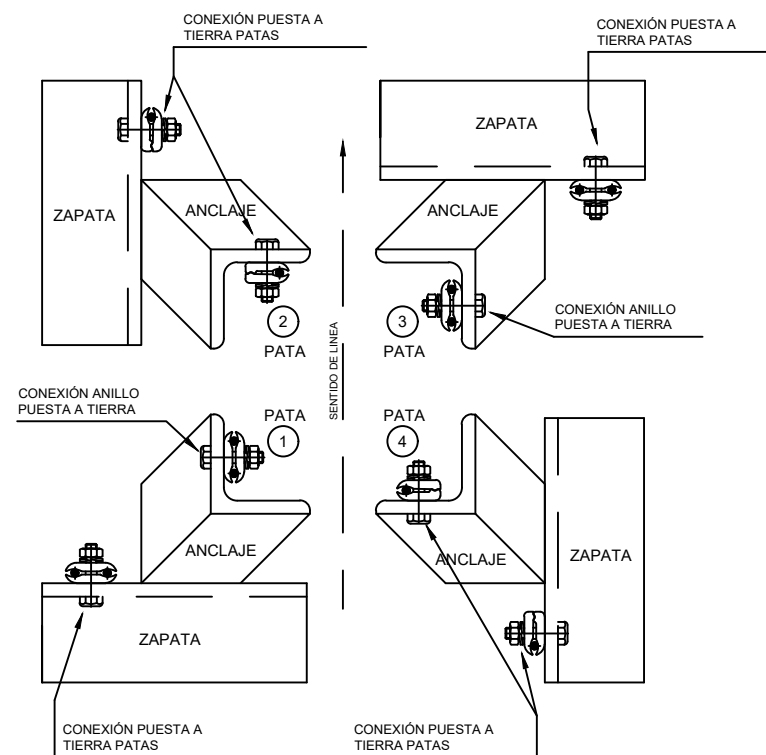 CONEXIÓN PUESTA A
TIERRA PATAS
CONEXIÓN PUESTA A
TIERRA PATAS
ZAPATA
ZAPATA
ANCLAJE
ANCLAJE
2
PATA
3
PATA
SENTIDO DE LINEA
CONEXIÓN ANILLO
PUESTA A TIERRA
CONEXIÓN ANILLO
PUESTA A TIERRA
PATA
1
PATA
4
ANCLAJE
ANCLAJE
ZAPATA
ZAPATA
CONEXIÓN PUESTA A
TIERRA PATAS
CONEXIÓN PUESTA A
TIERRA PATAS